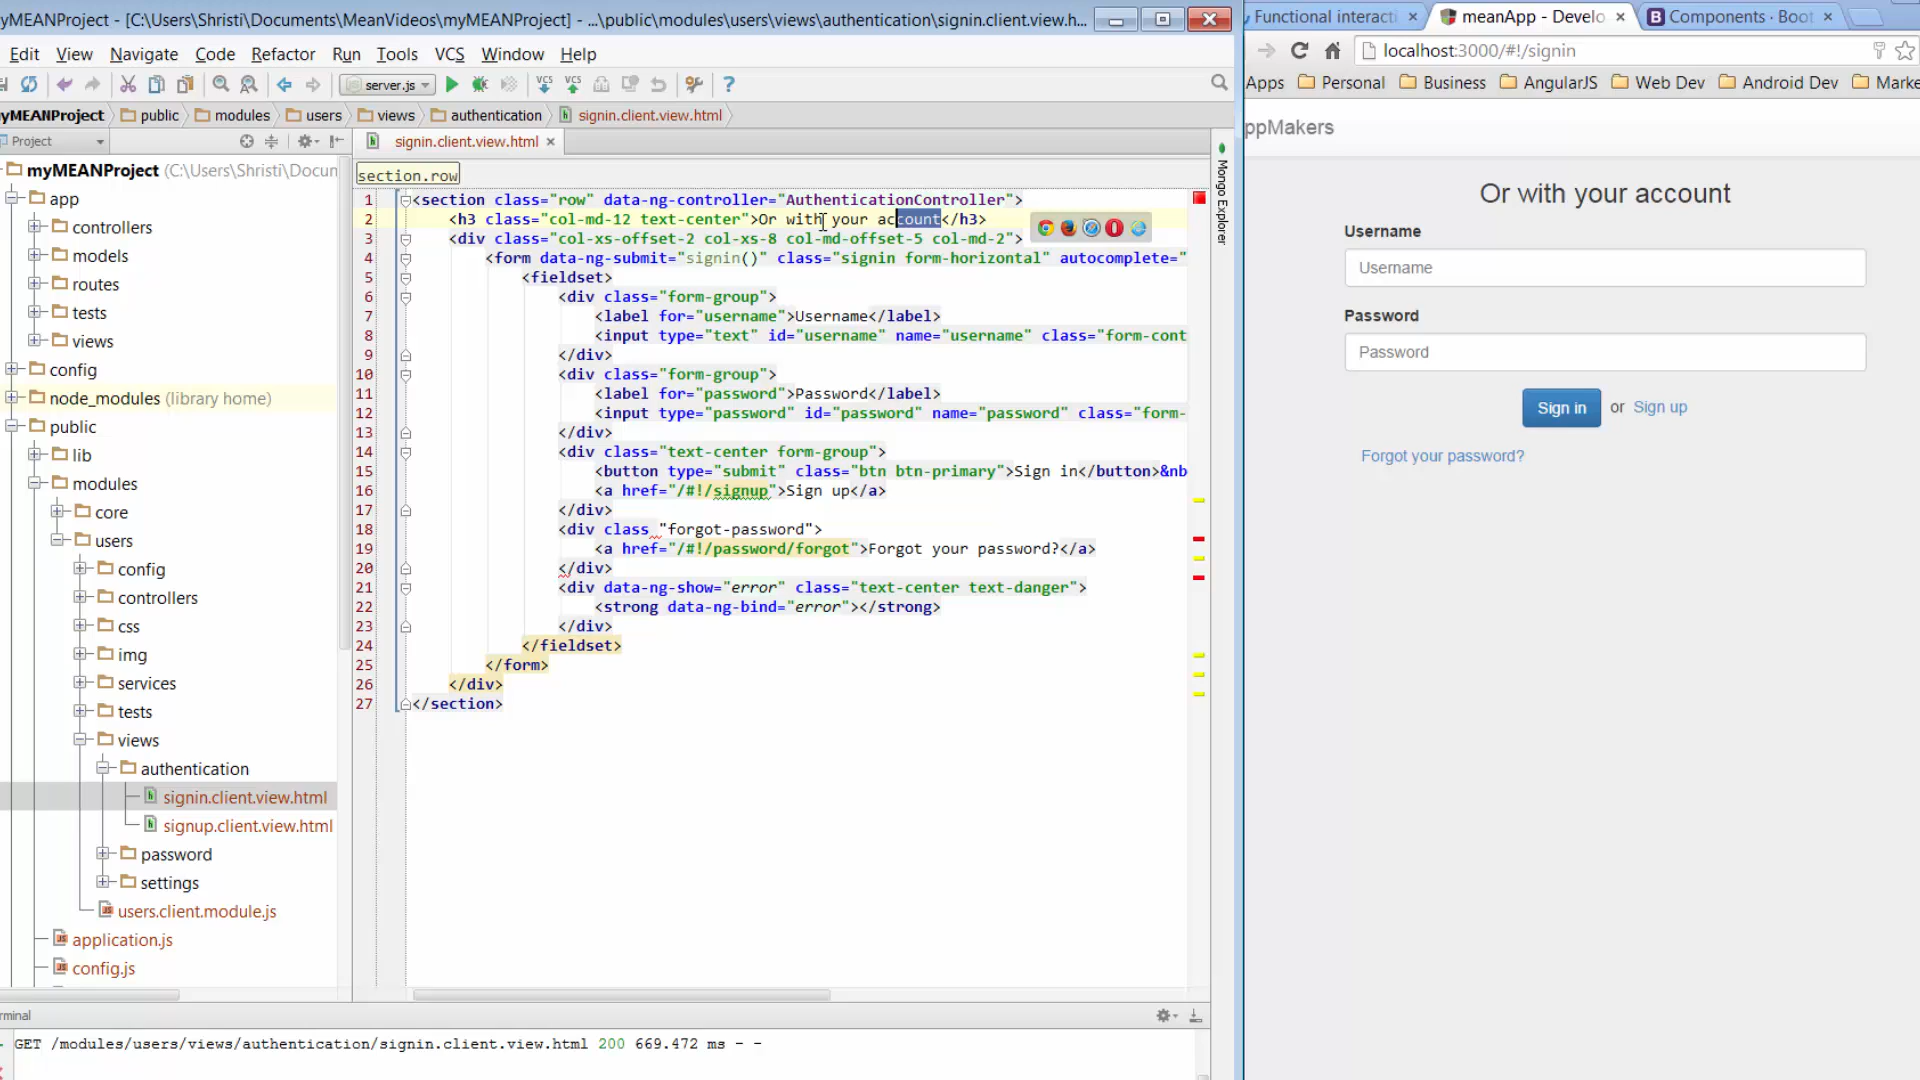 [C:\Users\Shristi\Documents\MeanVideos\myMEANProject] - ...\public\modules\users\views\authentication\signin.client.view.h...
Edit View Navigate Code Refactor Run Tools VCS Window Help
server.js
VCS VCS
yMEANProject public modules users views authentication signin.client.view.html
Project
signin.client.view.html
section.row
myMEANProject (C:\Users\Shristi\Docun
app
controllers
models
routes
tests
views
config
node_modules (library home)
public
lib
modules
core
users
config
controllers
css
img
services
tests
views
authentication
signin.client.view.html
signup.client.view.html
password
settings
users.client.module.js
application.js
config.js
1 <section class="row" data-ng-controller="AuthenticationController">
2 <h3 class="col-md-12 text-center">Or with your account</h3>
3 <div class="col-xs-offset-2 col-xs-8 col-md-offset-5 col-md-2">
4 <form data-ng-submit="signin()" class="signin form-horizontal" autocomplete="
5 <fieldset>
6 <div class="form-group">
7 <label for="username">Username</label>
8 <input type="text" id="username" name="username" class="form-cont
9 </div>
10 <div class="form-group">
11 <label for="password">Password</label>
12 <input type="password" id="password" name="password" class="form-
13 </div>
14 <div class="text-center form-group">
15 <button type="submit" class="btn btn-primary">Sign in</button>&nb
16 <a href="/#!/signup">Sign up</a>
17 </div>
18 <div class "forgot-password">
19 <a href="/#!/password/forgot">Forgot your password?</a>
20 </div>
21 <div data-ng-show="error" class="text-center text-danger">
22 <strong data-ng-bind="error"></strong>
23 </div>
24 </fieldset>
25 </form>
26 </div>
27 </section>
Mongo Explorer
rminal
GET /modules/users/views/authentication/signin.client.view.html 200 669.472 ms - -
Functional interacti meanApp - Develo Components · Boot
localhost:3000/#!/signin
Apps Personal Business AngularJS Web Dev Android Dev Marke
ppMakers
Or with your account
Username
Username
Password
Password
Sign in or Sign up
Forgot your password?